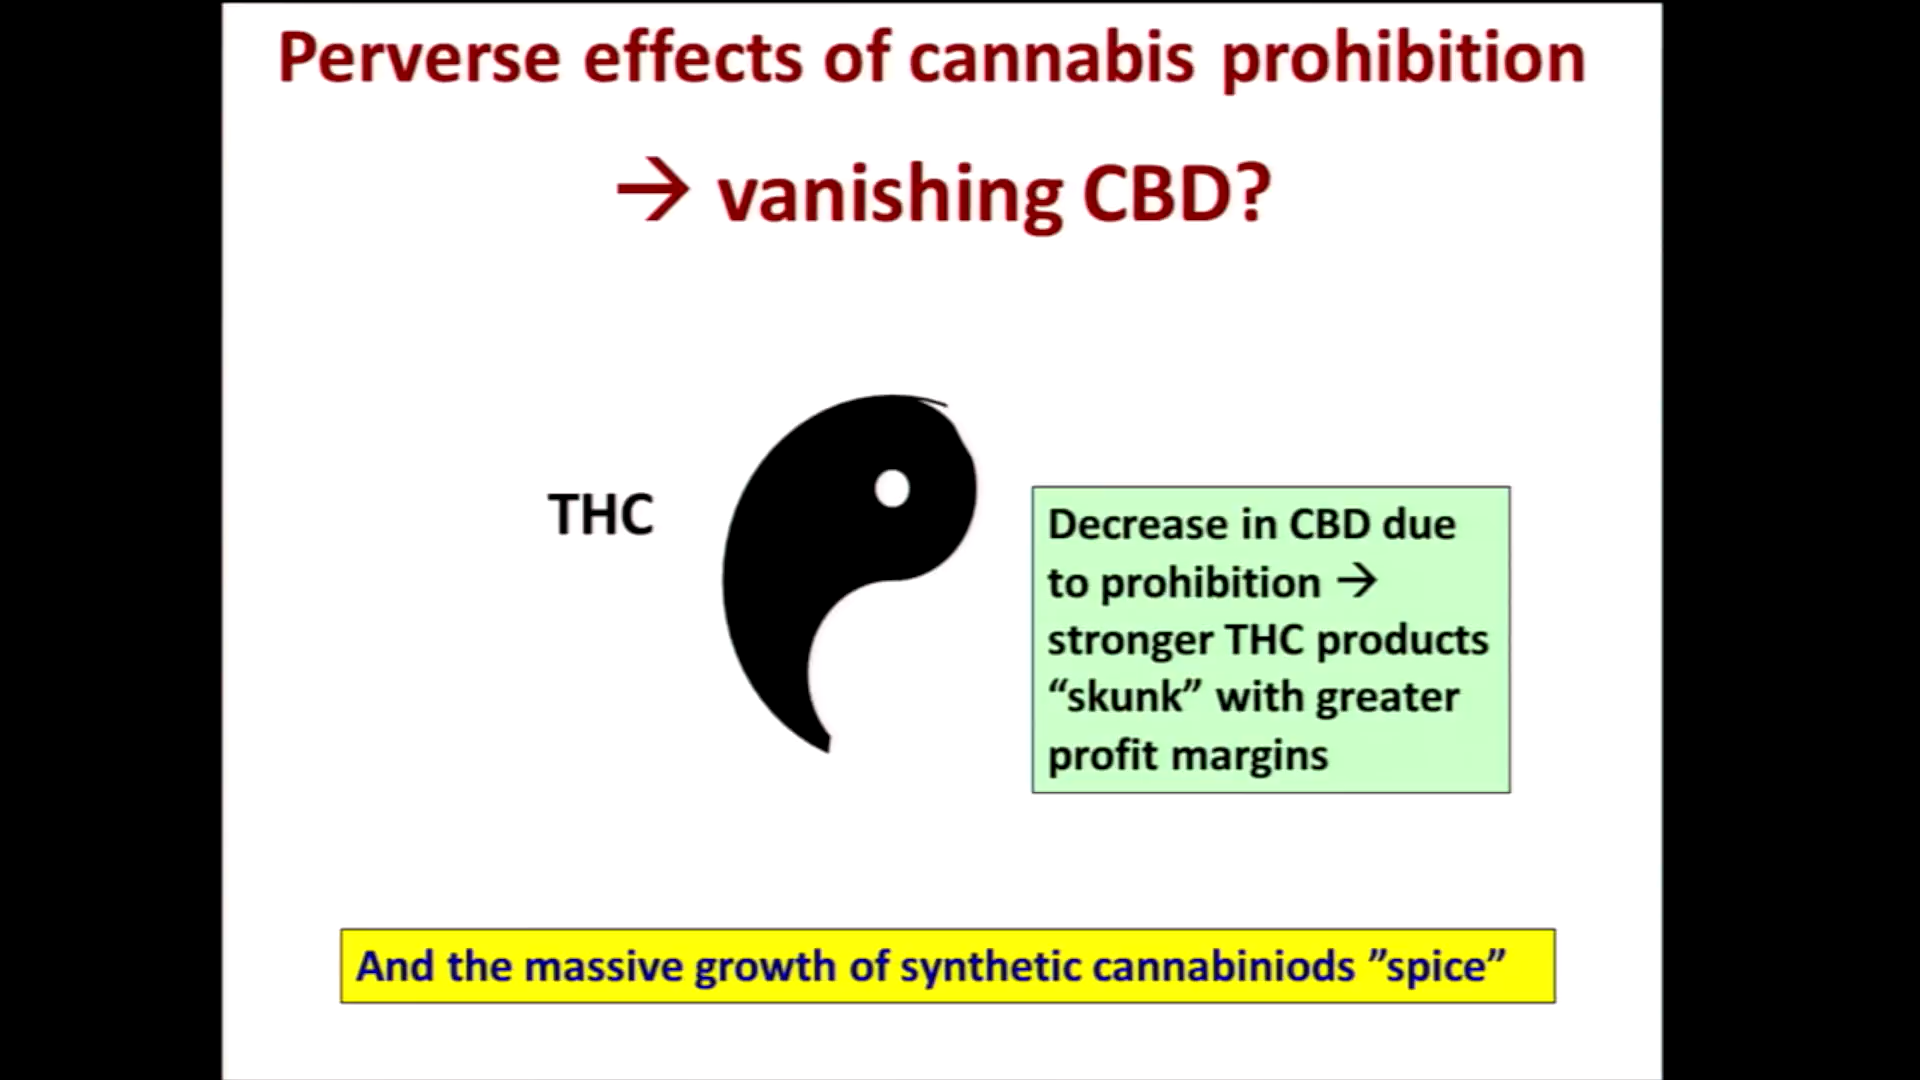 Perverse effects of cannabis prohibition
→ vanishing CBD?
THC
Decrease in CBD due
to prohibition →
stronger THC products
“skunk” with greater
profit margins
And the massive growth of synthetic cannabiniods ”spice”